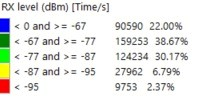 RX level (dBm) [Time/s]
< 0 and >= -67 90590 22.00%
< -67 and >= -77 159253 38.67%
< -77 and >= -87 124234 30.17%
< -87 and >= -95 27962 6.79%
< -95 9753 2.37%